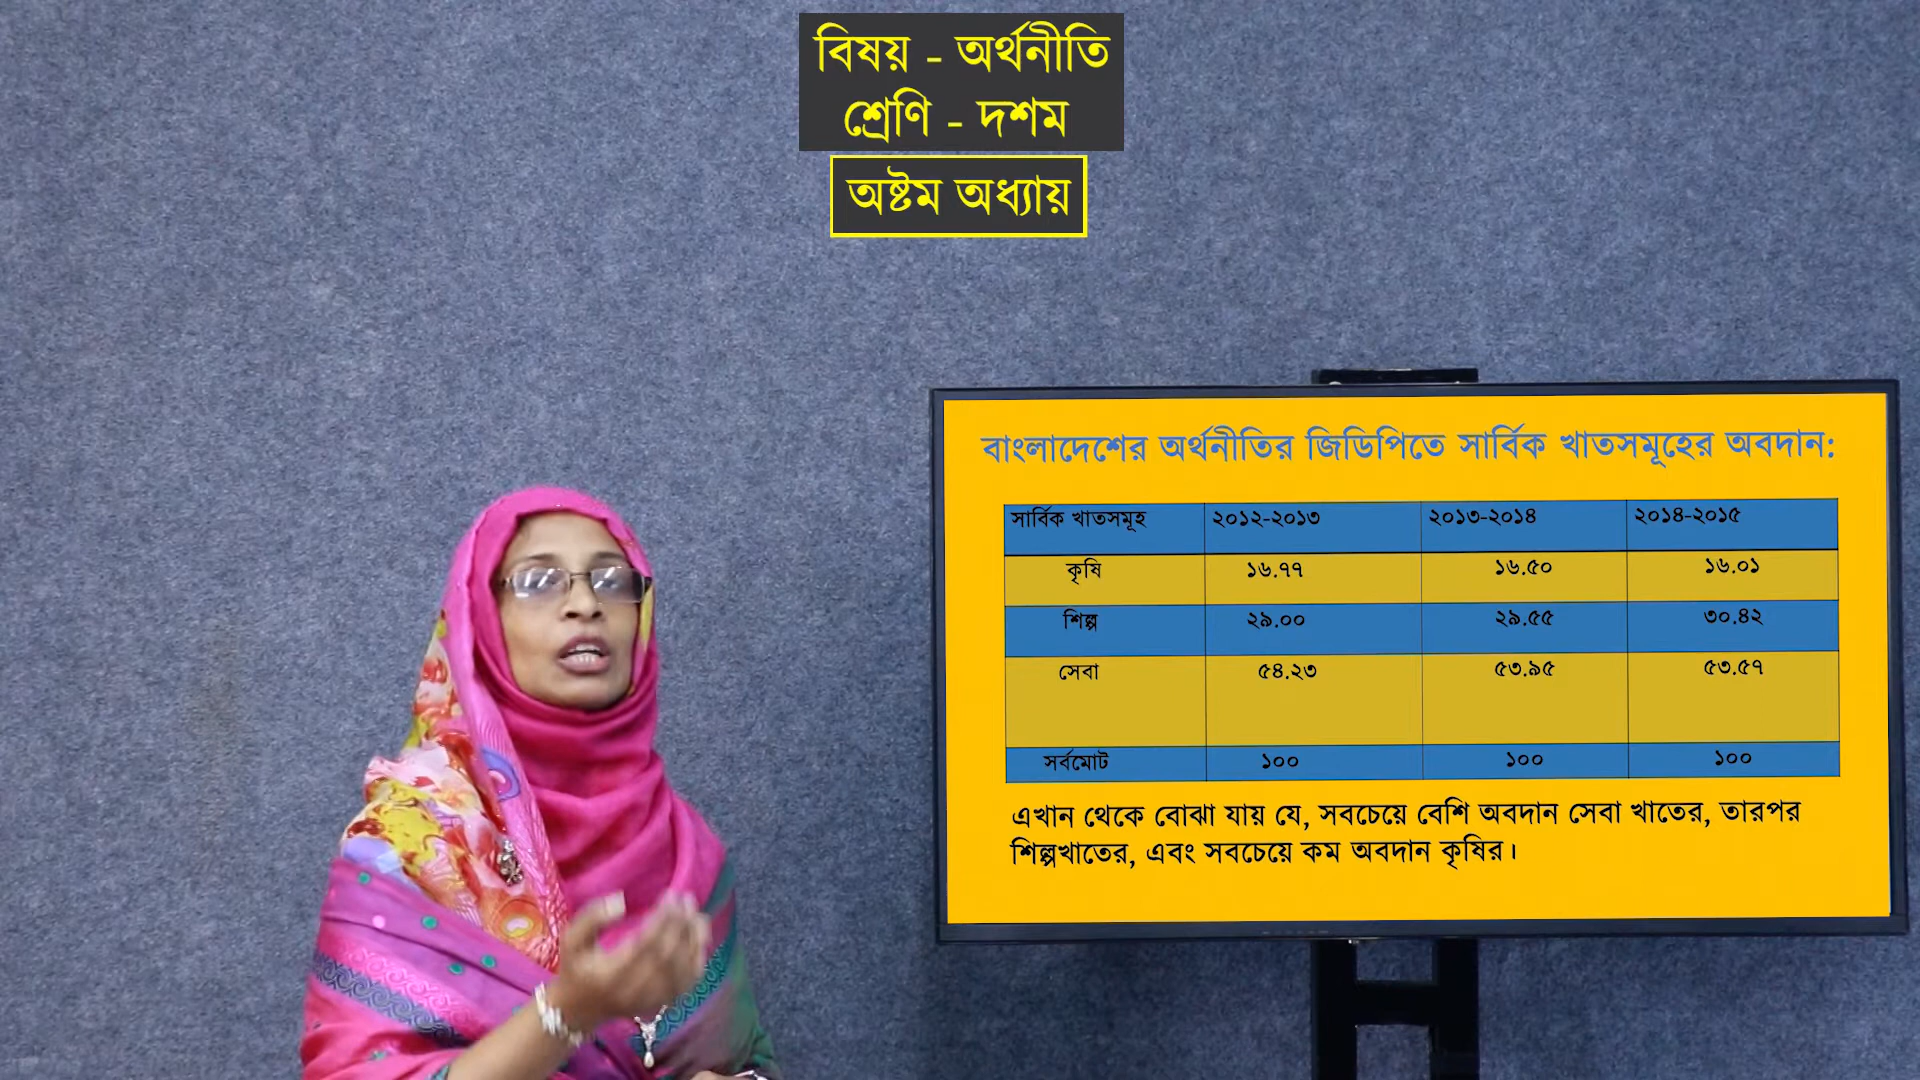 বিষয় - অর্থনীতি
শ্রেণি - দশম
অষ্টম অধ্যায়
বাংলাদেশের অর্থনীতির জিডিপিতে সার্বিক খাতসমূহের অবদান:
সার্বিক খাতসমূহ ২০১২-২০১৩ ২০১৩-২০১৪ ২০১৪-২০১৫
কৃষি ১৬.৭৭ ১৬.৫০ ১৬.০১
শিল্প ২৯.০০ ২৯.৫৫ ৩০.৪২
সেবা ৫৪.২৩ ৫৩.৯৫ ৫৩.৫৭
সর্বমোট ১০০ ১০০ ১০০
এখান থেকে বোঝা যায় যে, সবচেয়ে বেশি অবদান সেবা খাতের, তারপর
শিল্পখাতের, এবং সবচেয়ে কম অবদান কৃষির।